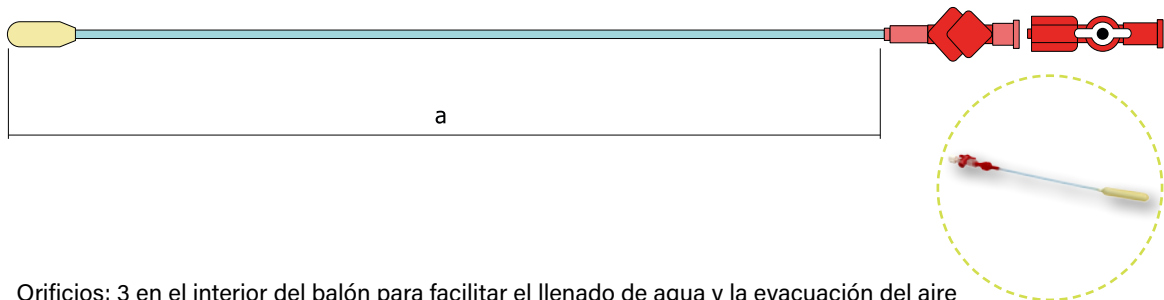 a
Orificios: 3 en el interior del balón para facilitar el llenado de agua y la evacuación del aire